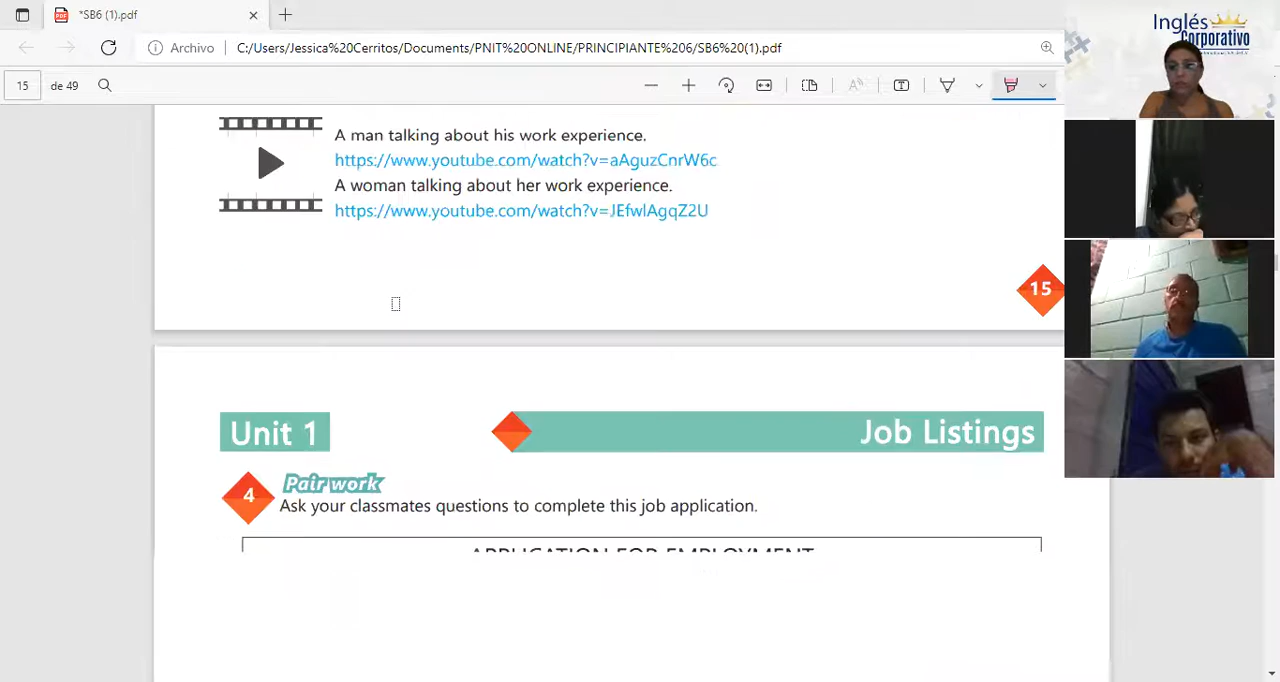 *SB6 (1).pdf
Archivo
C:/Users/Jessica%20Cerritos/Documents/PNIT%20ONLINE/PRINCIPIANTE%206/SB6%20(1).pdf
15
de 49
A man talking about his work experience.
https://www.youtube.com/watch?v=aAguzCnrW6c
A woman talking about her work experience.
https://www.youtube.com/watch?v=JEfwlAgqZ2U
15
Unit 1
Job Listings
4
Pair work
Ask your classmates questions to complete this job application.
APPLICATION FOR EMPLOYMENT
Inglés
Corporativo